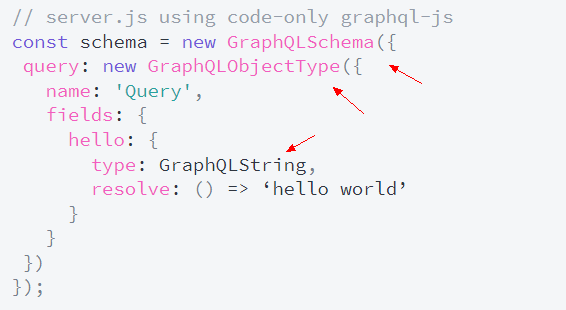 // server.js using code-only graphql-js
const schema = new GraphQLSchema({
 query: new GraphQLObjectType({
   name: 'Query',
   fields: {
     hello: {
       type: GraphQLString,
       resolve: () => ‘hello world’
     }
   }
 })
});